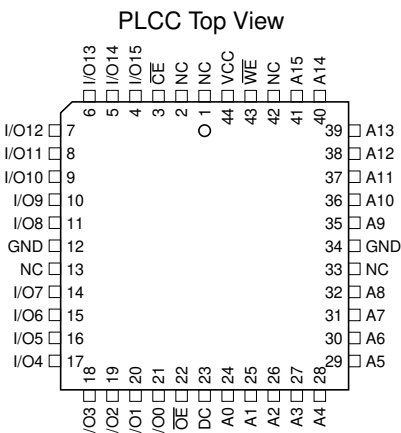 PLCC Top View
I/O13 I/O14 I/O15 CE NC NC VCC WE NC A15 A14
6 5 4 3 2 1 44 43 42 41 40
I/O12 7 39 A13
I/O11 8 38 A12
I/O10 9 37 A11
I/O9 10 36 A10
I/O8 11 35 A9
GND 12 34 GND
NC 13 33 NC
I/O7 14 32 A8
I/O6 15 31 A7
I/O5 16 30 A6
I/O4 17 29 A5
18 19 20 21 22 23 24 25 26 27 28
/O3 /O2 I/O1 I/O0 OE DC A0 A1 A2 A3 A4